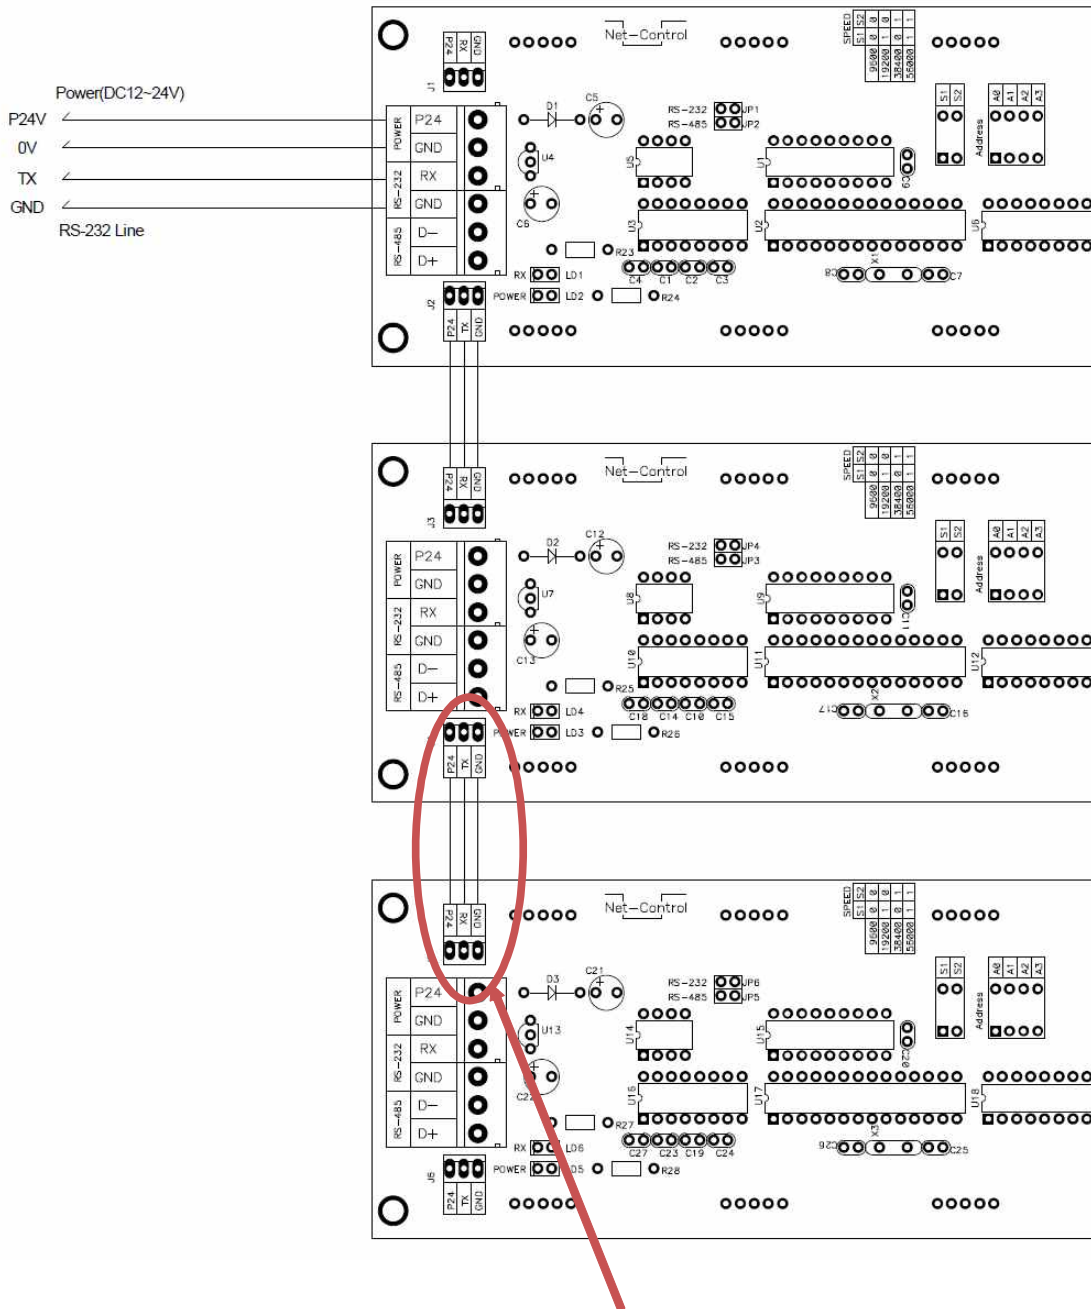 Power(DC12~24V)
P24V
0V
TX
GND
RS-232 Line
P24 RX GND
J1
Net-Control
SPEED S1 S2
9600 0 0
19200 1 0
38400 0 1
56000 1 1
POWER P24
GND
RS-232 RX
GND
RS-485 D-
D+
D1
C5
RS-232 JP1
RS-485 JP2
S1 S2
Address
A0 A1 A2 A3
U4
U5
U1
C9
C6
U3
U2
U6
R23
RX LD1
C4 C1 C2 C3
C8 X1 C7
J2
POWER LD2
R24
P24 TX GND
P24 RX GND
J3
Net-Control
SPEED S1 S2
9600 0 0
19200 1 0
38400 0 1
56000 1 1
POWER P24
GND
RS-232 RX
GND
RS-485 D-
D+
D2
C12
RS-232 JP4
RS-485 JP3
S1 S2
Address
A0 A1 A2 A3
U7
U8
U9
C11
C13
U10
U11
U12
R25
RX LD4
C18 C14 C10 C15
C17 X2 C16
POWER LD3
R26
P24 TX GND
P24 RX GND
Net-Control
SPEED S1 S2
9600 0 0
19200 1 0
38400 0 1
56000 1 1
POWER P24
GND
RS-232 RX
GND
RS-485 D-
D+
D3
C21
RS-232 JP6
RS-485 JP5
S1 S2
Address
A0 A1 A2 A3
U13
U14
U15
C20
C22
U16
U17
U18
R27
RX LD6
C27 C23 C19 C24
C26 X3 C25
POWER
R28
P24 TX GND